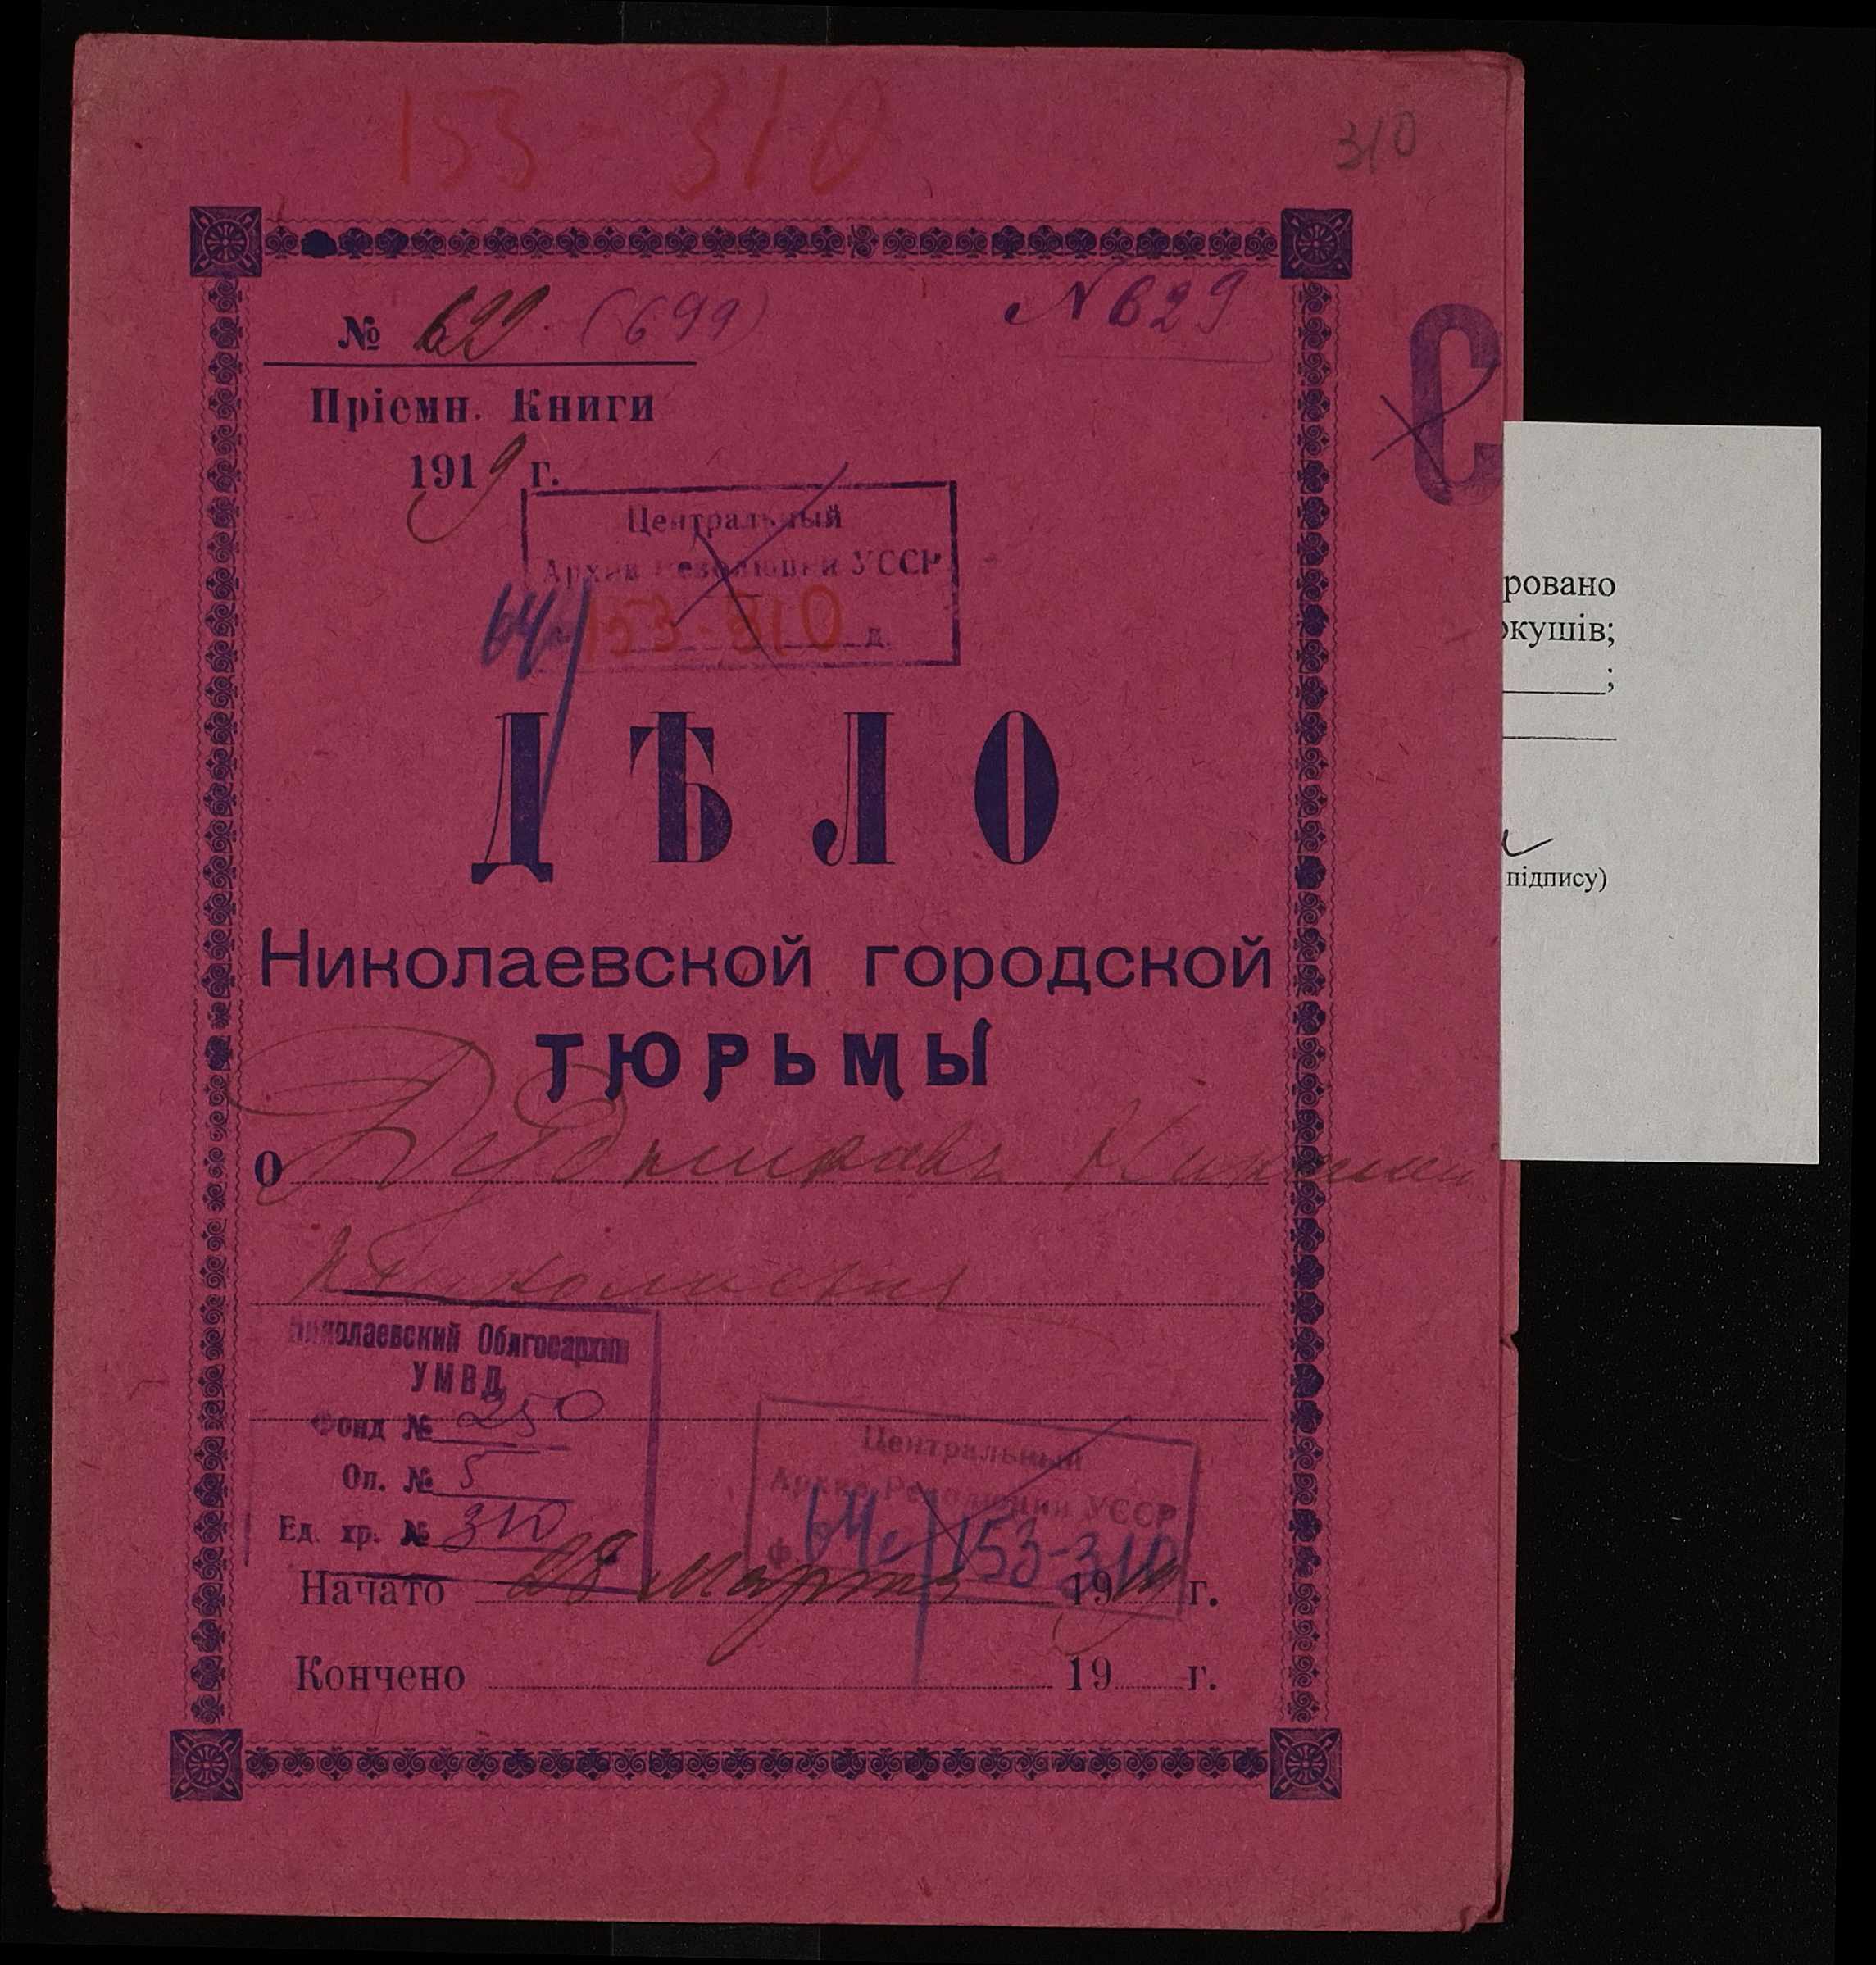 153 - 310
310
№ 629. (699)
N 629
Пріемн. Книги
1919 г.
С
Центральный
Архив Революции УССР
64с/153-310 д.
ДѢЛО
Николаевской городской
ТЮРЬМЫ
о
Николаевский Облгосархив
УМВД
Фонд № 250
Оп. № 5
Ед. хр. № 310
Центральный
Архив Революции УССР
Ф. 64с/153-310
Начато 28 Марта 1919 г.
Кончено 19 г.
ровано
окушів;
;
підпису)